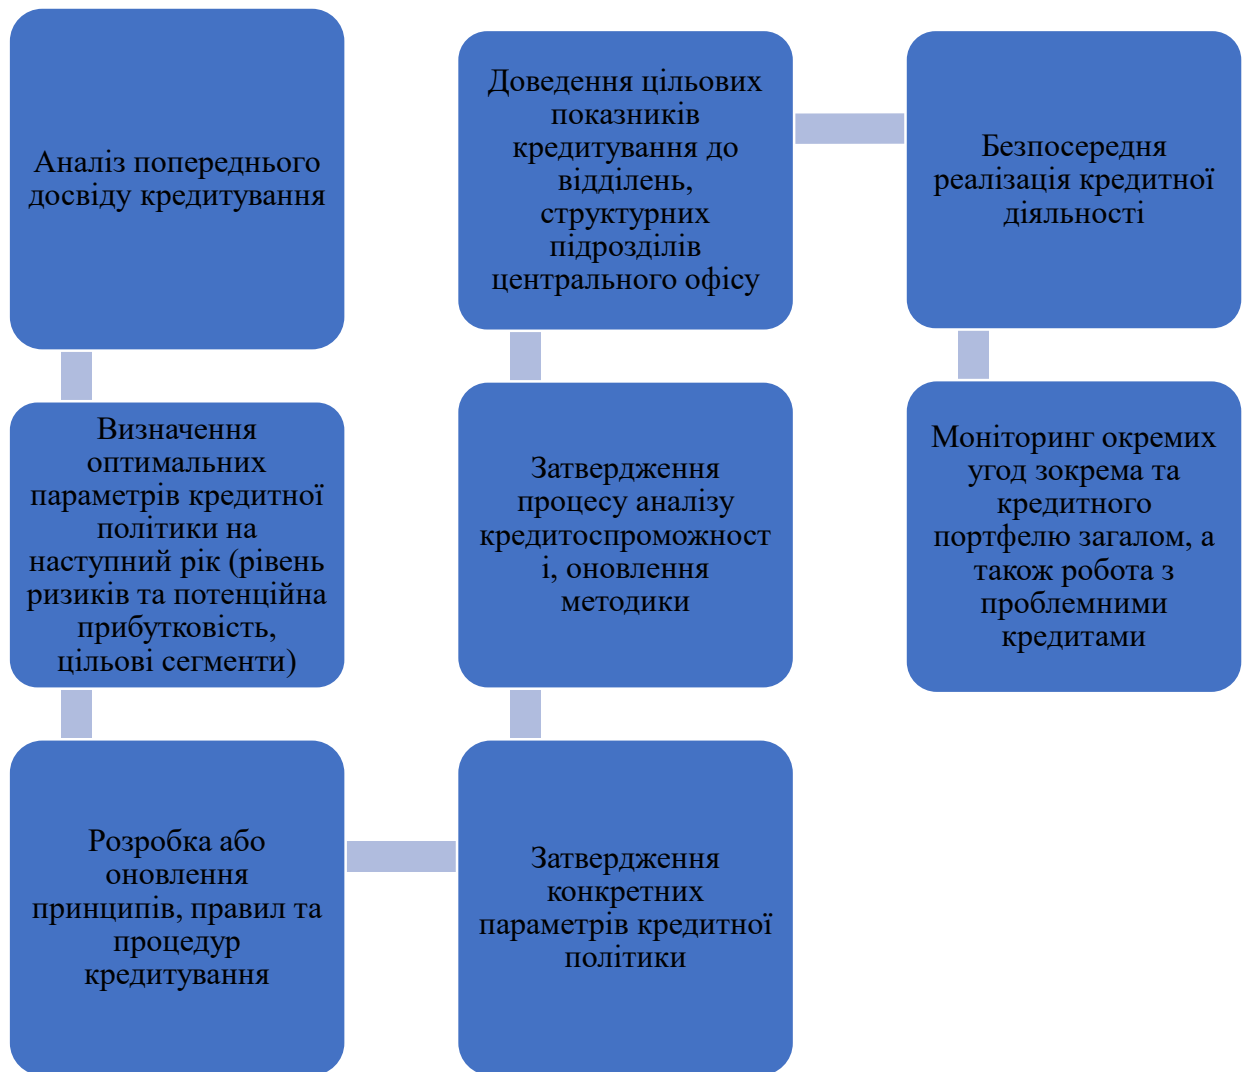 Аналіз попереднього
досвіду кредитування
Визначення
оптимальних
параметрів кредитної
політики на
наступний рік (рівень
ризиків та потенційна
прибутковість,
цільові сегменти)
Розробка або
оновлення
принципів, правил та
процедур
кредитування
Затвердження
конкретних
параметрів кредитної
політики
Затвердження
процесу аналізу
кредитоспроможност
і, оновлення
методики
Доведення цільових
показників
кредитування до
відділень,
структурних
підрозділів
центрального офісу
Безпосередня
реалізація кредитної
діяльності
Моніторинг окремих
угод зокрема та
кредитного
портфелю загалом, а
також робота з
проблемними
кредитами